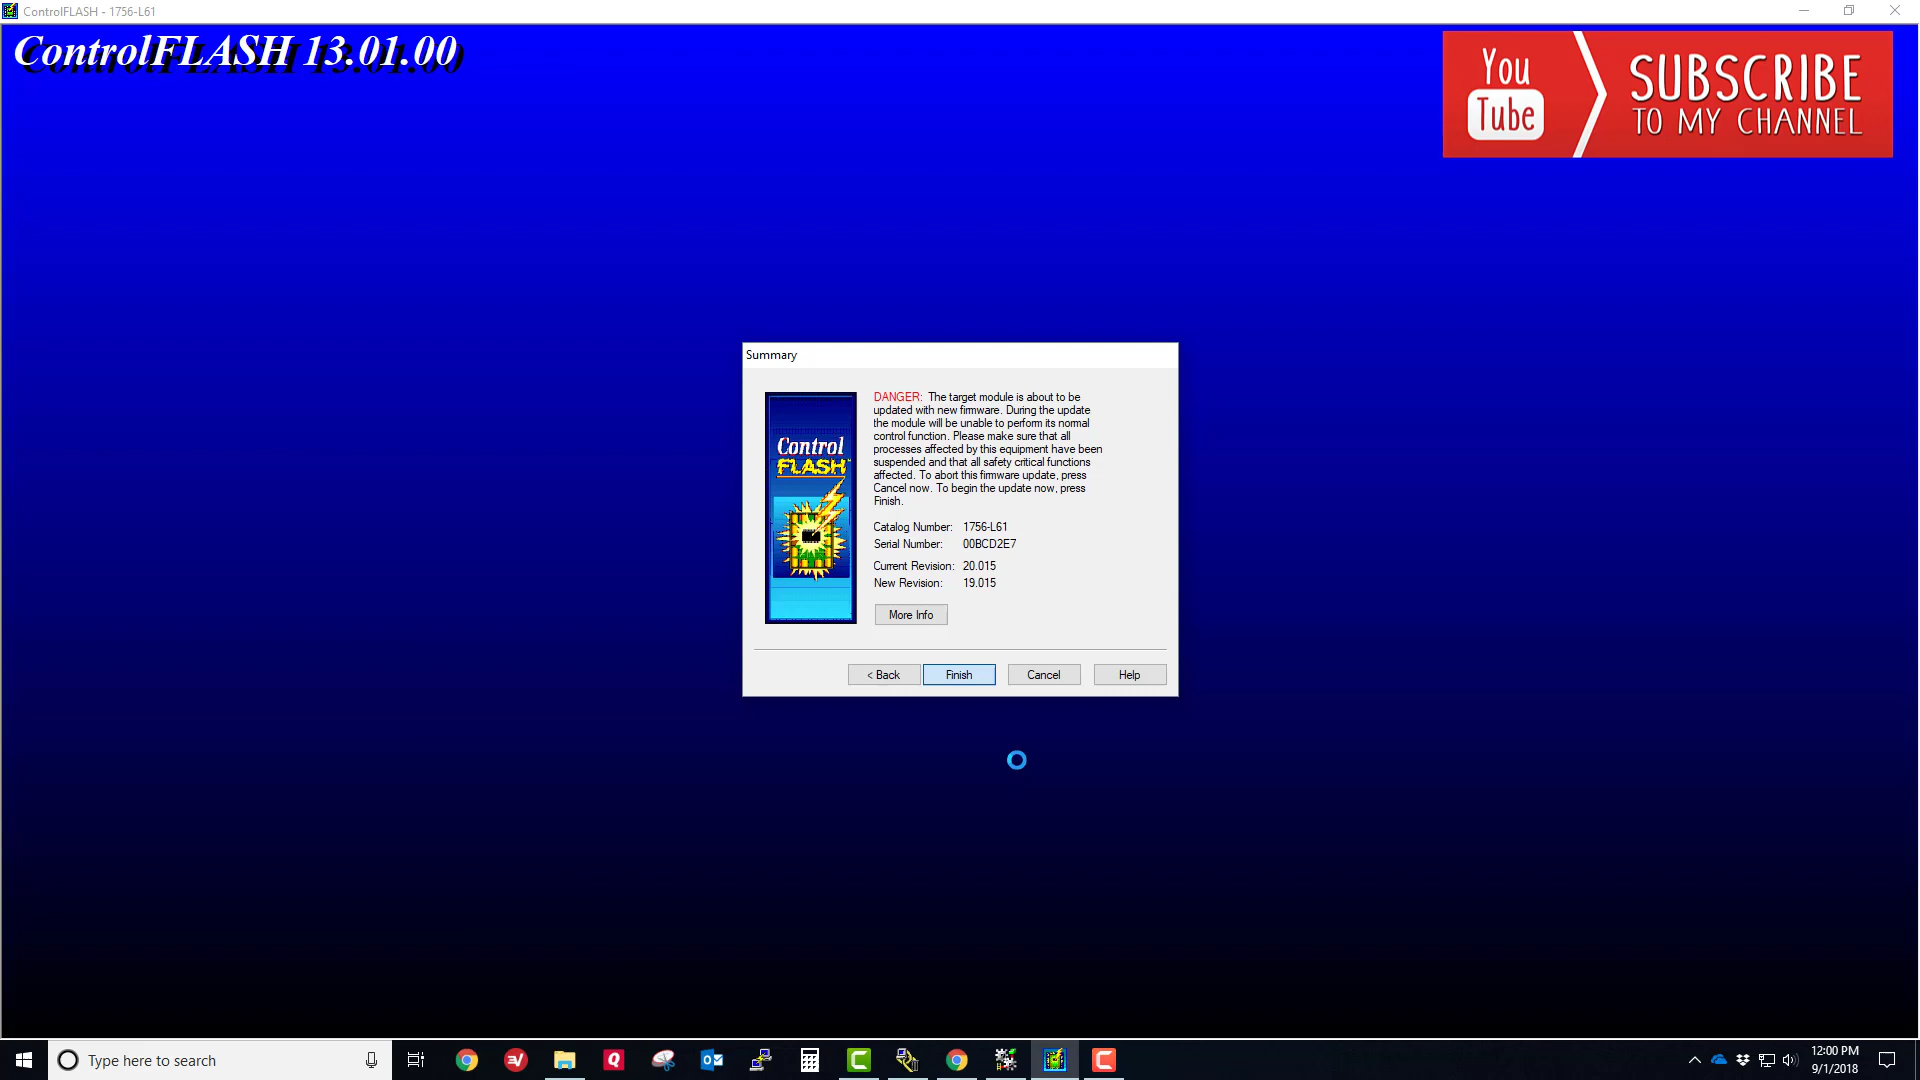 ControlFLASH - 1756-L61
ControlFLASH 13.01.00
You
Tube
SUBSCRIBE
TO MY CHANNEL
Summary
Control
FLASH
DANGER: The target module is about to be
updated with new firmware. During the update
the module will be unable to perform its normal
control function. Please make sure that all
processes affected by this equipment have been
suspended and that all safety critical functions
affected. To abort this firmware update, press
Cancel now. To begin the update now, press
Finish.
Catalog Number: 1756-L61
Serial Number: 00BCD2E7
Current Revision: 20.015
New Revision: 19.015
More Info
< Back
Finish
Cancel
Help
Type here to search
12:00 PM
9/1/2018